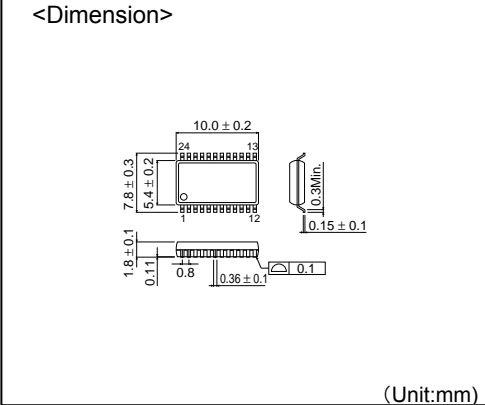 <Dimension>
10.0 ± 0.2
24
13
7.8 ± 0.3
5.4 ± 0.2
0.3Min.
1
12
0.15 ± 0.1
1.8 ± 0.1
0.11
0.8
0.36 ± 0.1
0.1
（Unit:mm)